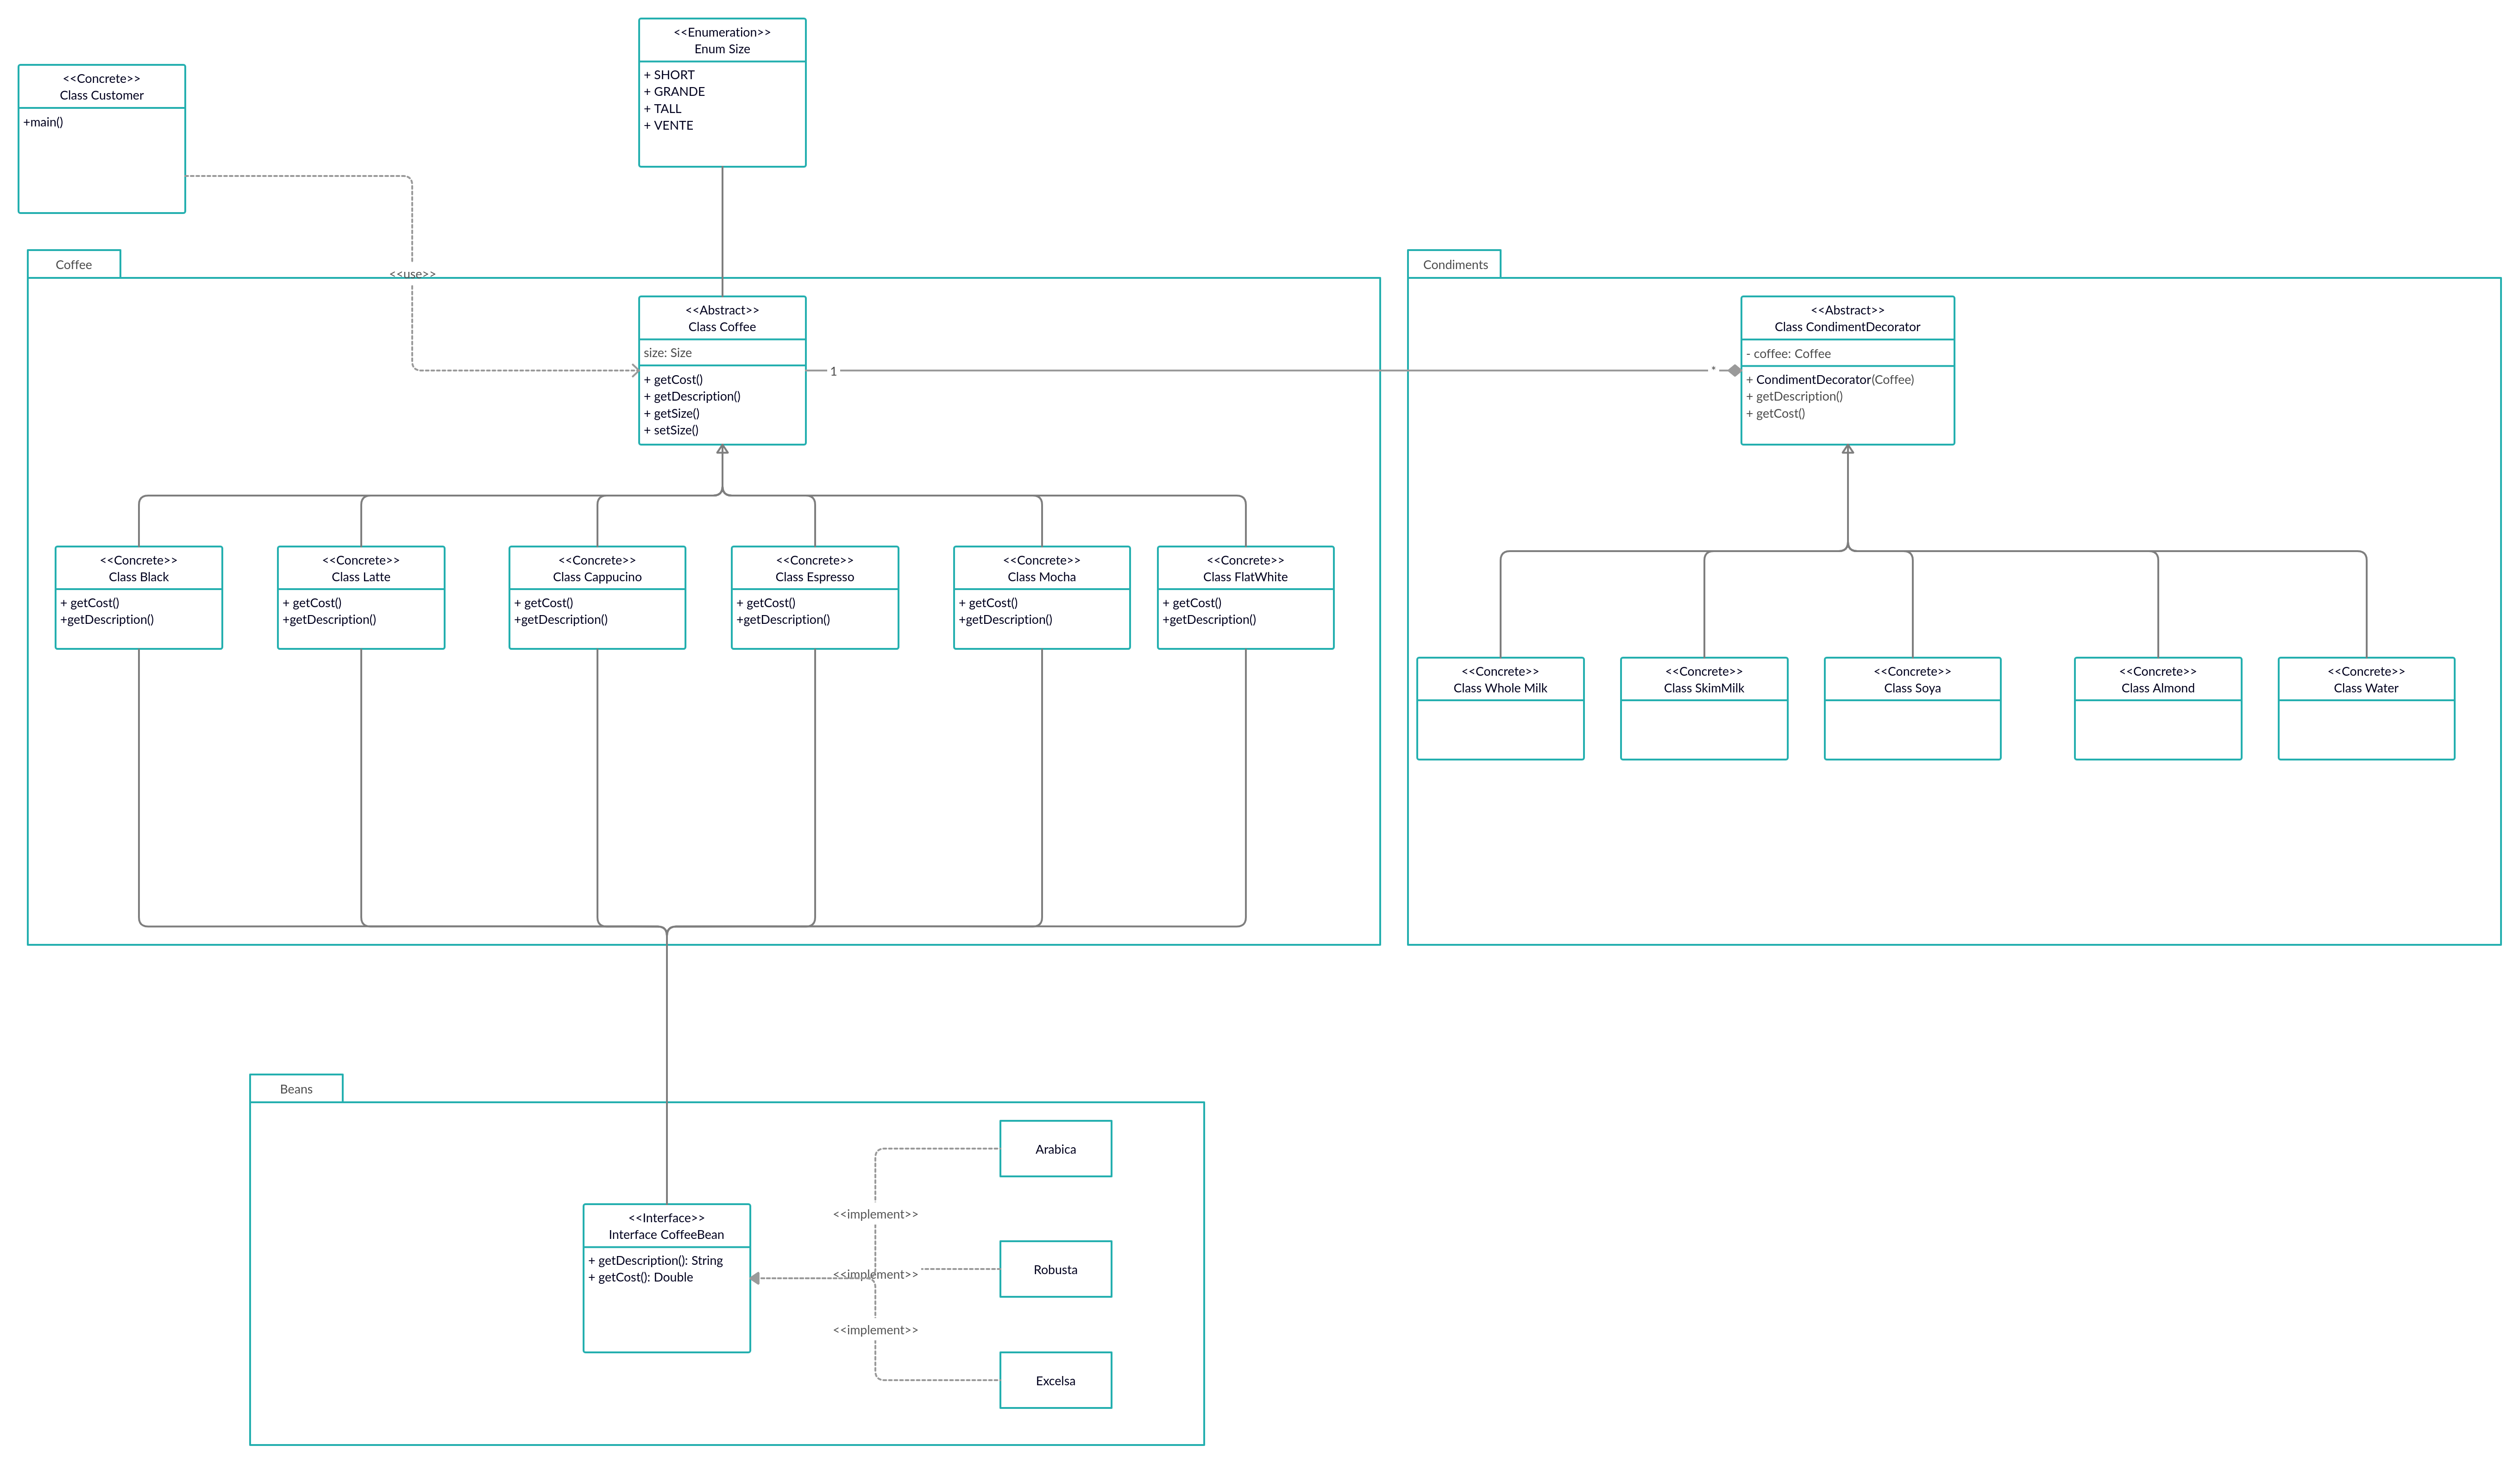 <<Enumeration>>
Enum Size
+ SHORT
+ GRANDE
+ TALL
+ VENTE
<<Concrete>>
Class Customer
+main()
<<use>>
Coffee
<<Abstract>>
Class Coffee
size: Size
+ getCost()
+ getDescription()
+ getSize()
+ setSize()
1
*
Condiments
<<Abstract>>
Class CondimentDecorator
- coffee: Coffee
+ CondimentDecorator(Coffee)
+ getDescription()
+ getCost()
<<Concrete>>
Class Black
+ getCost()
+getDescription()
<<Concrete>>
Class Latte
+ getCost()
+getDescription()
<<Concrete>>
Class Cappucino
+ getCost()
+getDescription()
<<Concrete>>
Class Espresso
+ getCost()
+getDescription()
<<Concrete>>
Class Mocha
+ getCost()
+getDescription()
<<Concrete>>
Class FlatWhite
+ getCost()
+getDescription()
<<Concrete>>
Class Whole Milk
<<Concrete>>
Class SkimMilk
<<Concrete>>
Class Soya
<<Concrete>>
Class Almond
<<Concrete>>
Class Water
Beans
<<Interface>>
Interface CoffeeBean
+ getDescription(): String
+ getCost(): Double
<<implement>>
<<implement>>
<<implement>>
Arabica
Robusta
Excelsa